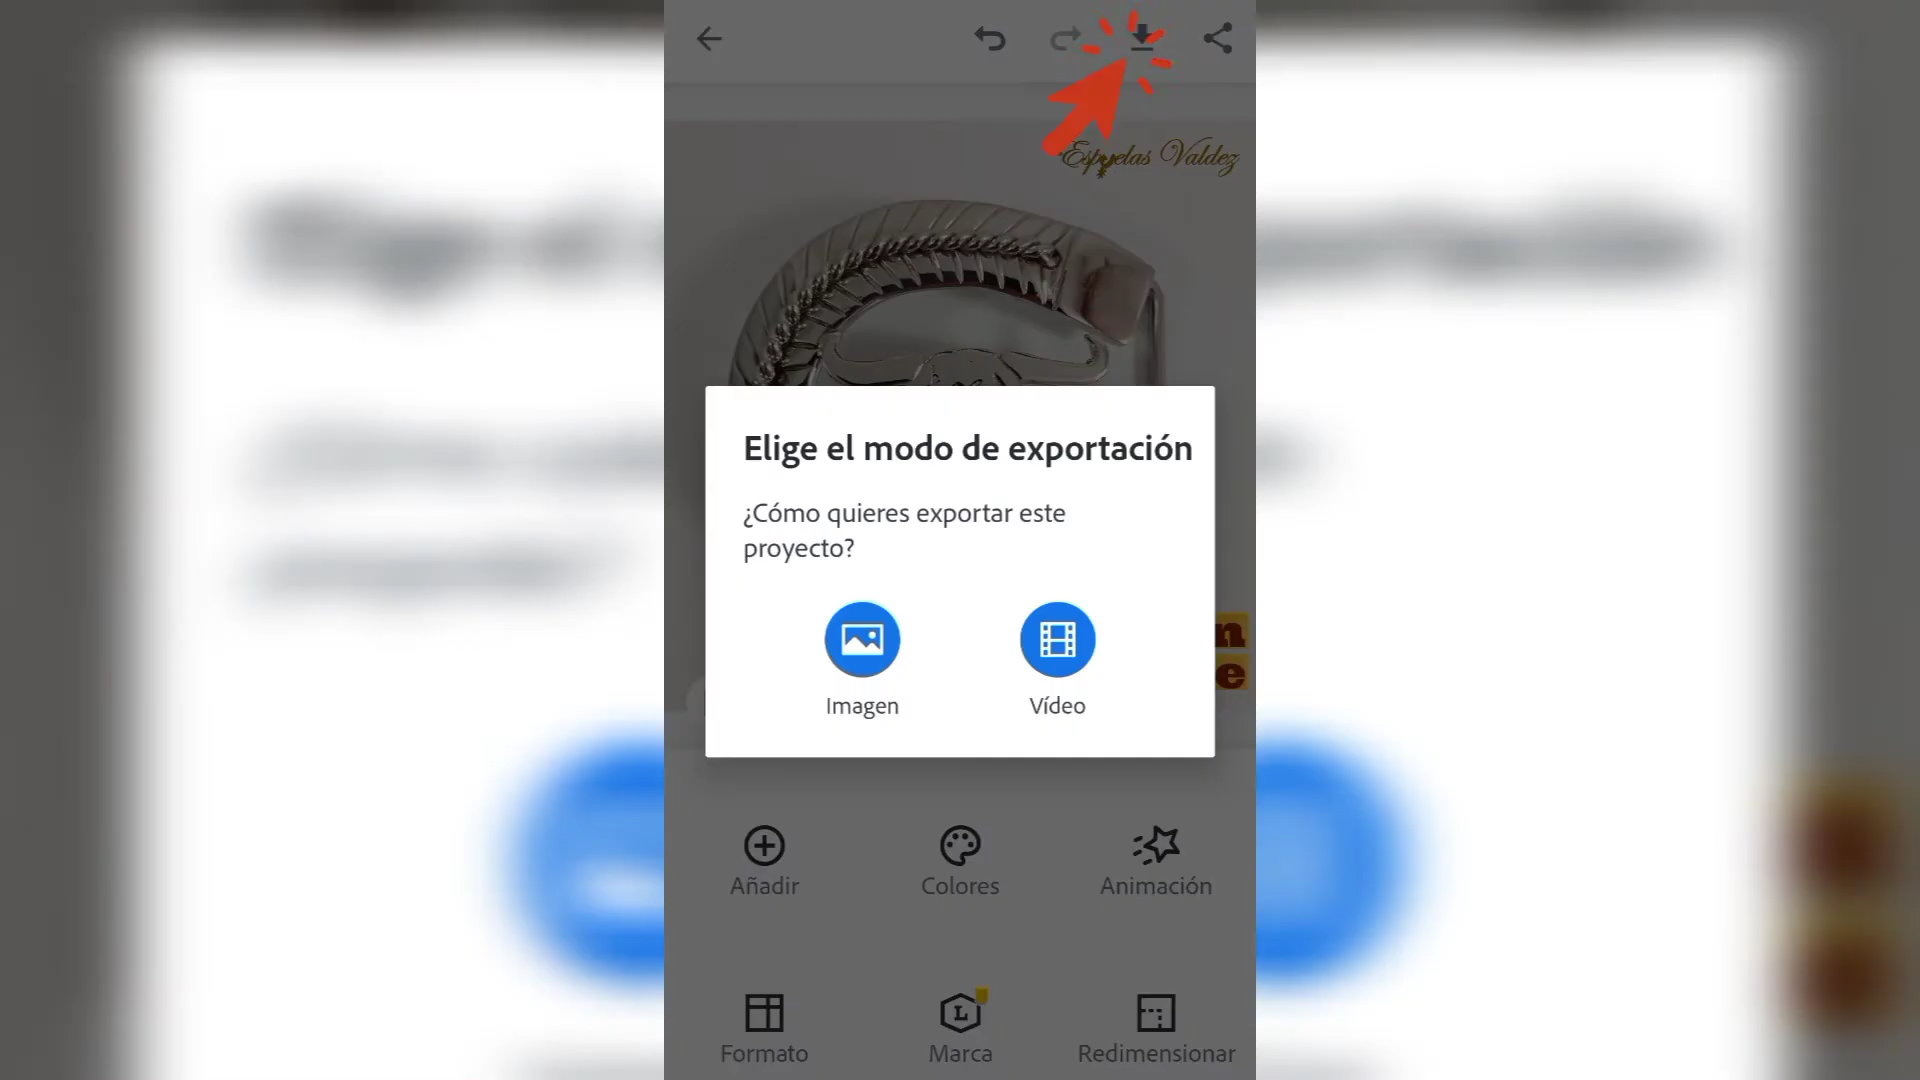 Espuelas Valdez
Elige el modo de exportación
¿Cómo quieres exportar este
proyecto?
n
e
Imagen
Vídeo
Añadir
Colores
Animación
Formato
Marca
Redimensionar